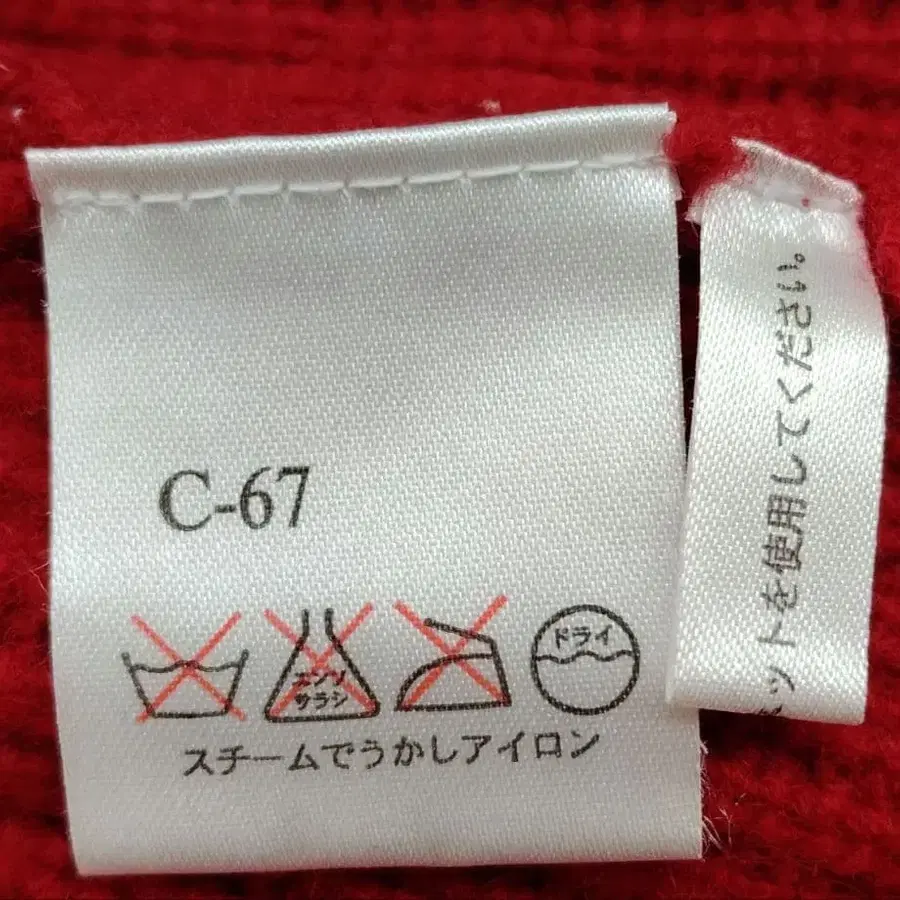 C-67
エンソ
サラシ
ドライ
スチームでうかしアイロン
ットを使用してください。